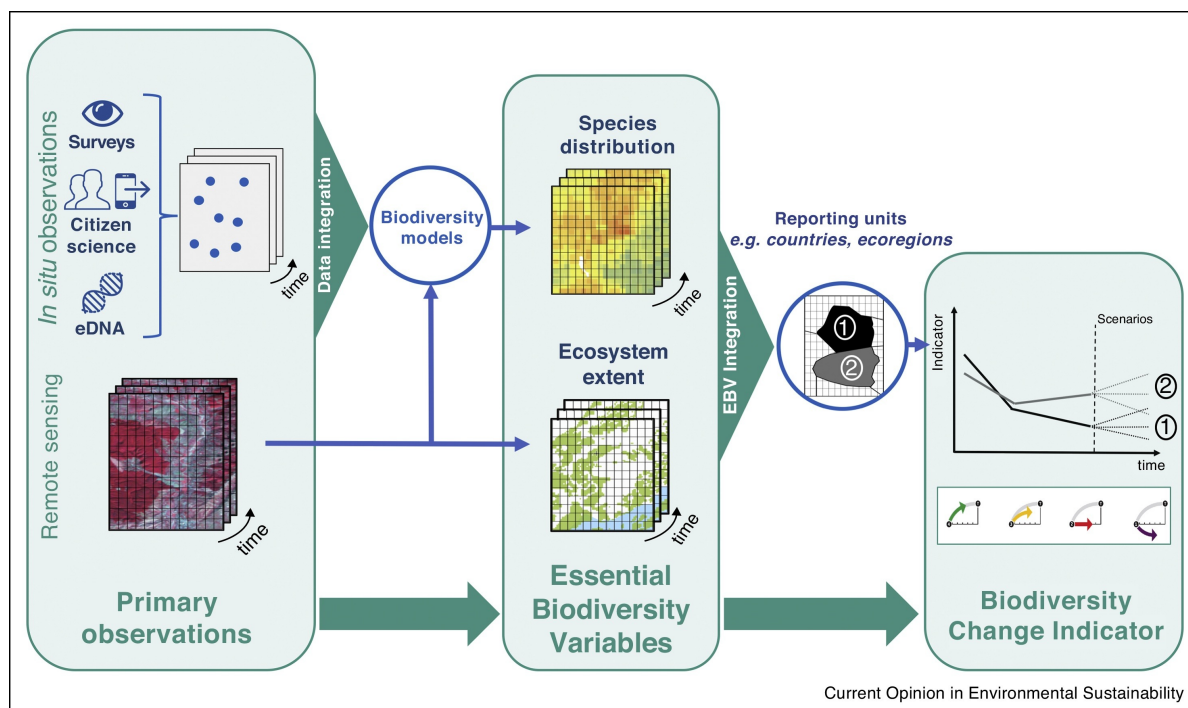 In situ observations
Surveys
Citizen
science
eDNA
time
Remote sensing
time
Primary
observations
Data integration
Biodiversity
models
Species
distribution
time
Ecosystem
extent
time
Essential
Biodiversity
Variables
EBV Integration
Reporting units
e.g. countries, ecoregions
1
2
Indicator
Scenarios
2
1
time
Biodiversity
Change Indicator
Current Opinion in Environmental Sustainability